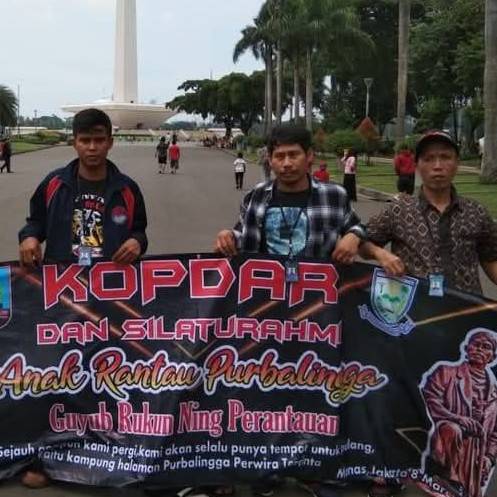 KOPDAR
DAN SILATURAHMI
Anak Rantau Purbalingga
Guyub Rukun Ning Perantauan
Sejauh kami pergi,kami akan selalu punya tempat untuk pulang,
Yaitu kampung halaman Purbalingga Perwira Tercinta
Monas, Jakarta 8